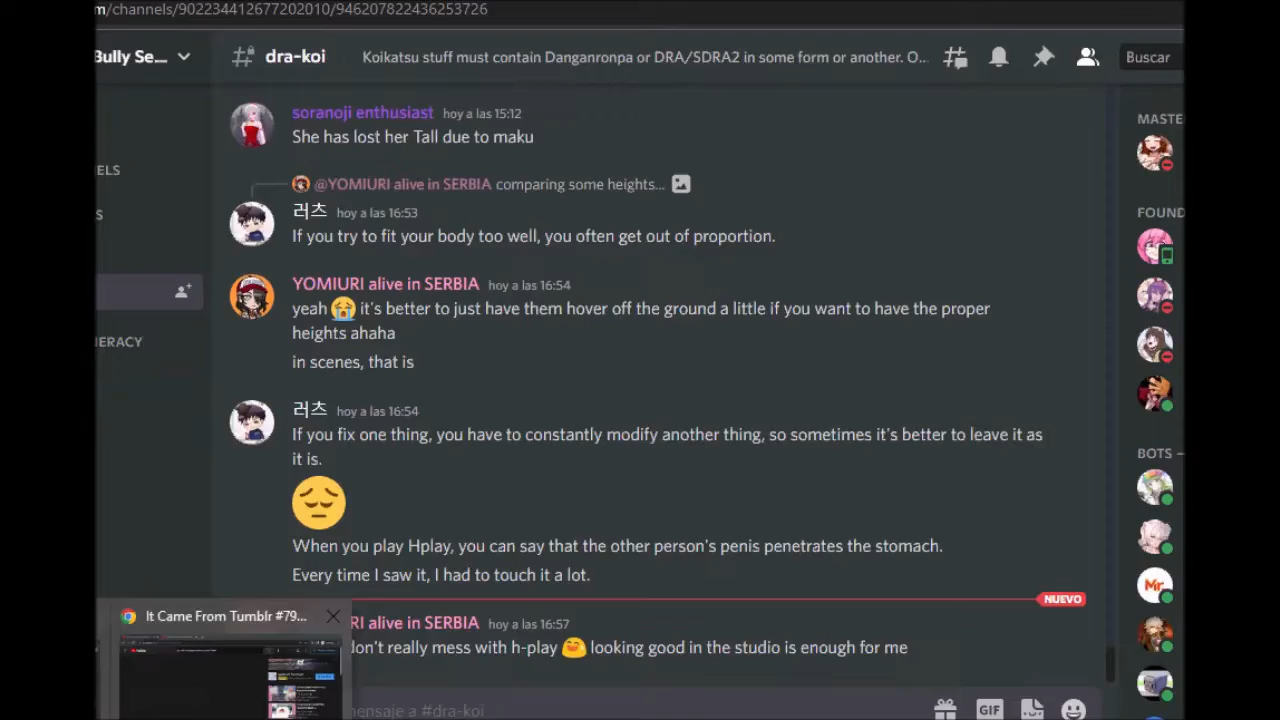 m/channels/902234412677202010/946207822436253726
Bully Se...
dra-koi
Koikatsu stuff must contain Danganronpa or DRA/SDRA2 in some form or another. O...
Buscar
soranoji enthusiast hoy a las 15:12
She has lost her Tall due to maku
@YOMIURI alive in SERBIA comparing some heights...
러츠 hoy a las 16:53
If you try to fit your body too well, you often get out of proportion.
YOMIURI alive in SERBIA hoy a las 16:54
yeah 😭 it's better to just have them hover off the ground a little if you want to have the proper
heights ahaha
in scenes, that is
러츠 hoy a las 16:54
If you fix one thing, you have to constantly modify another thing, so sometimes it's better to leave it as
it is.
😔
When you play Hplay, you can say that the other person's penis penetrates the stomach.
Every time I saw it, I had to touch it a lot.
NUEVO
RI alive in SERBIA hoy a las 16:57
don't really mess with h-play 🤗 looking good in the studio is enough for me
mensaje a #dra-koi
GIF
NELS
S
IERACY
It Came From Tumblr #79...
MASTE
FOUND
BOTS –
Mr